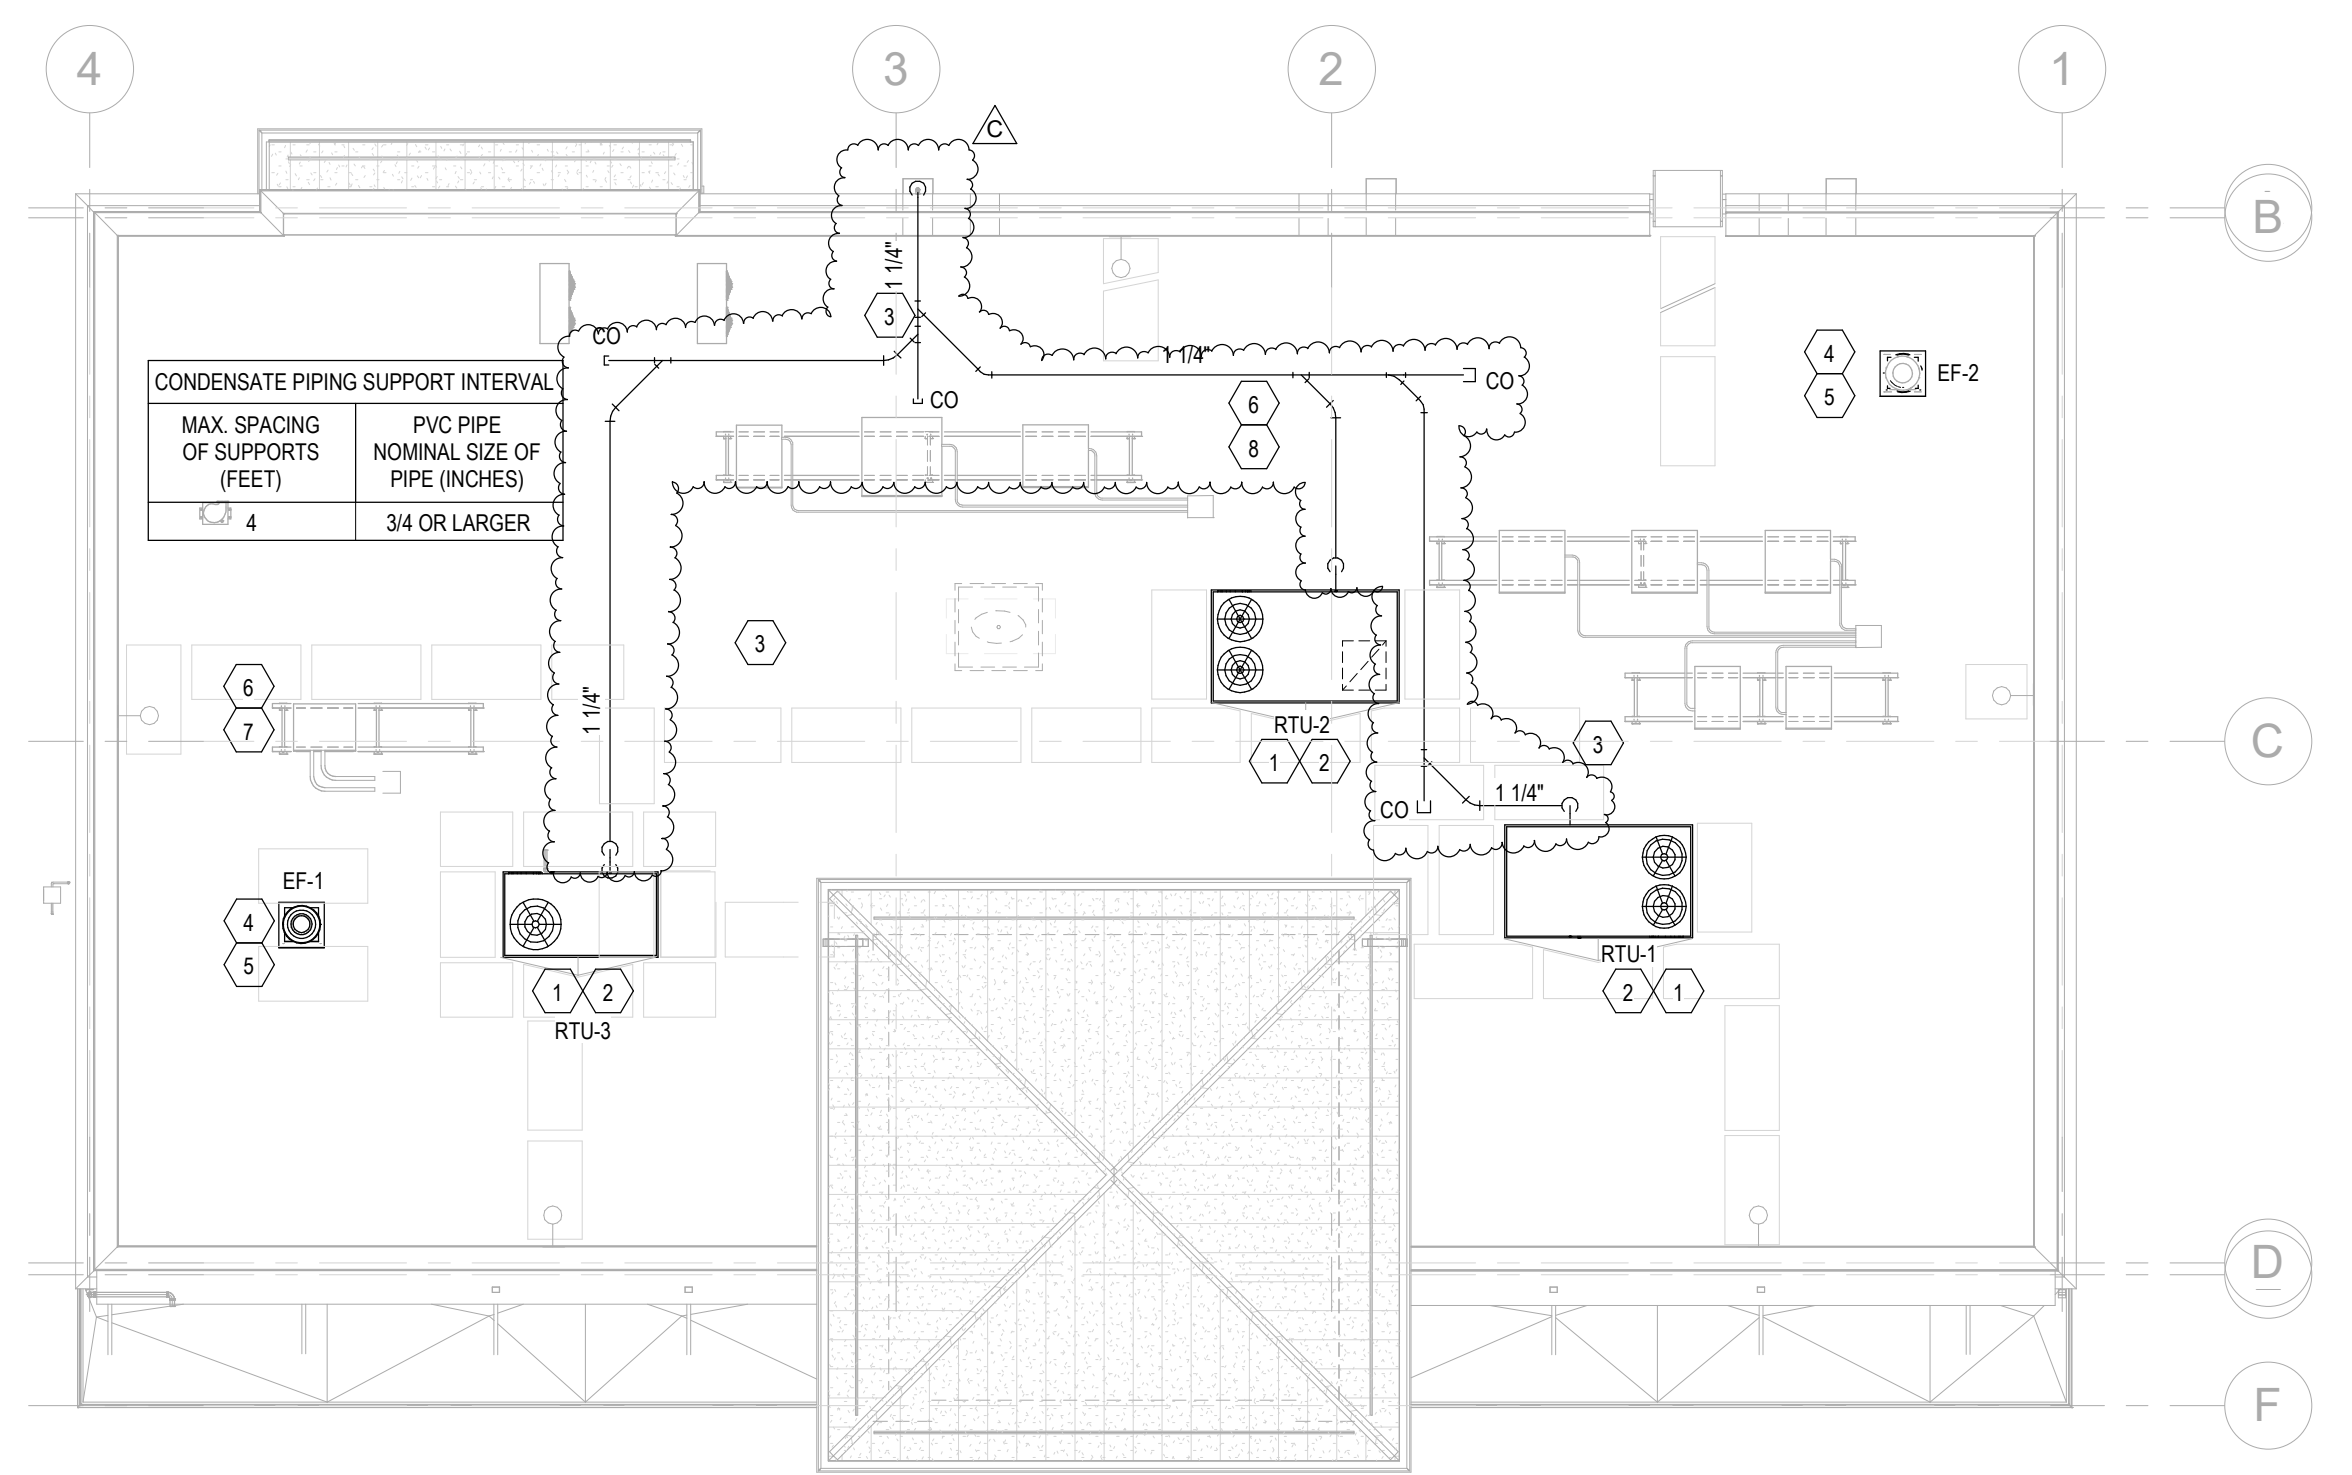 4
3
2
1
C
B
1 1/4"
3
CO
1 1/4"
CO
CO
4
5
EF-2
CONDENSATE PIPING SUPPORT INTERVAL
MAX. SPACING
OF SUPPORTS
(FEET)
PVC PIPE
NOMINAL SIZE OF
PIPE (INCHES)
4
3/4 OR LARGER
6
8
3
6
7
1 1/4"
RTU-2
1
2
3
C
1 1/4"
CO
EF-1
4
5
RTU-1
2
1
1
2
RTU-3
D
F